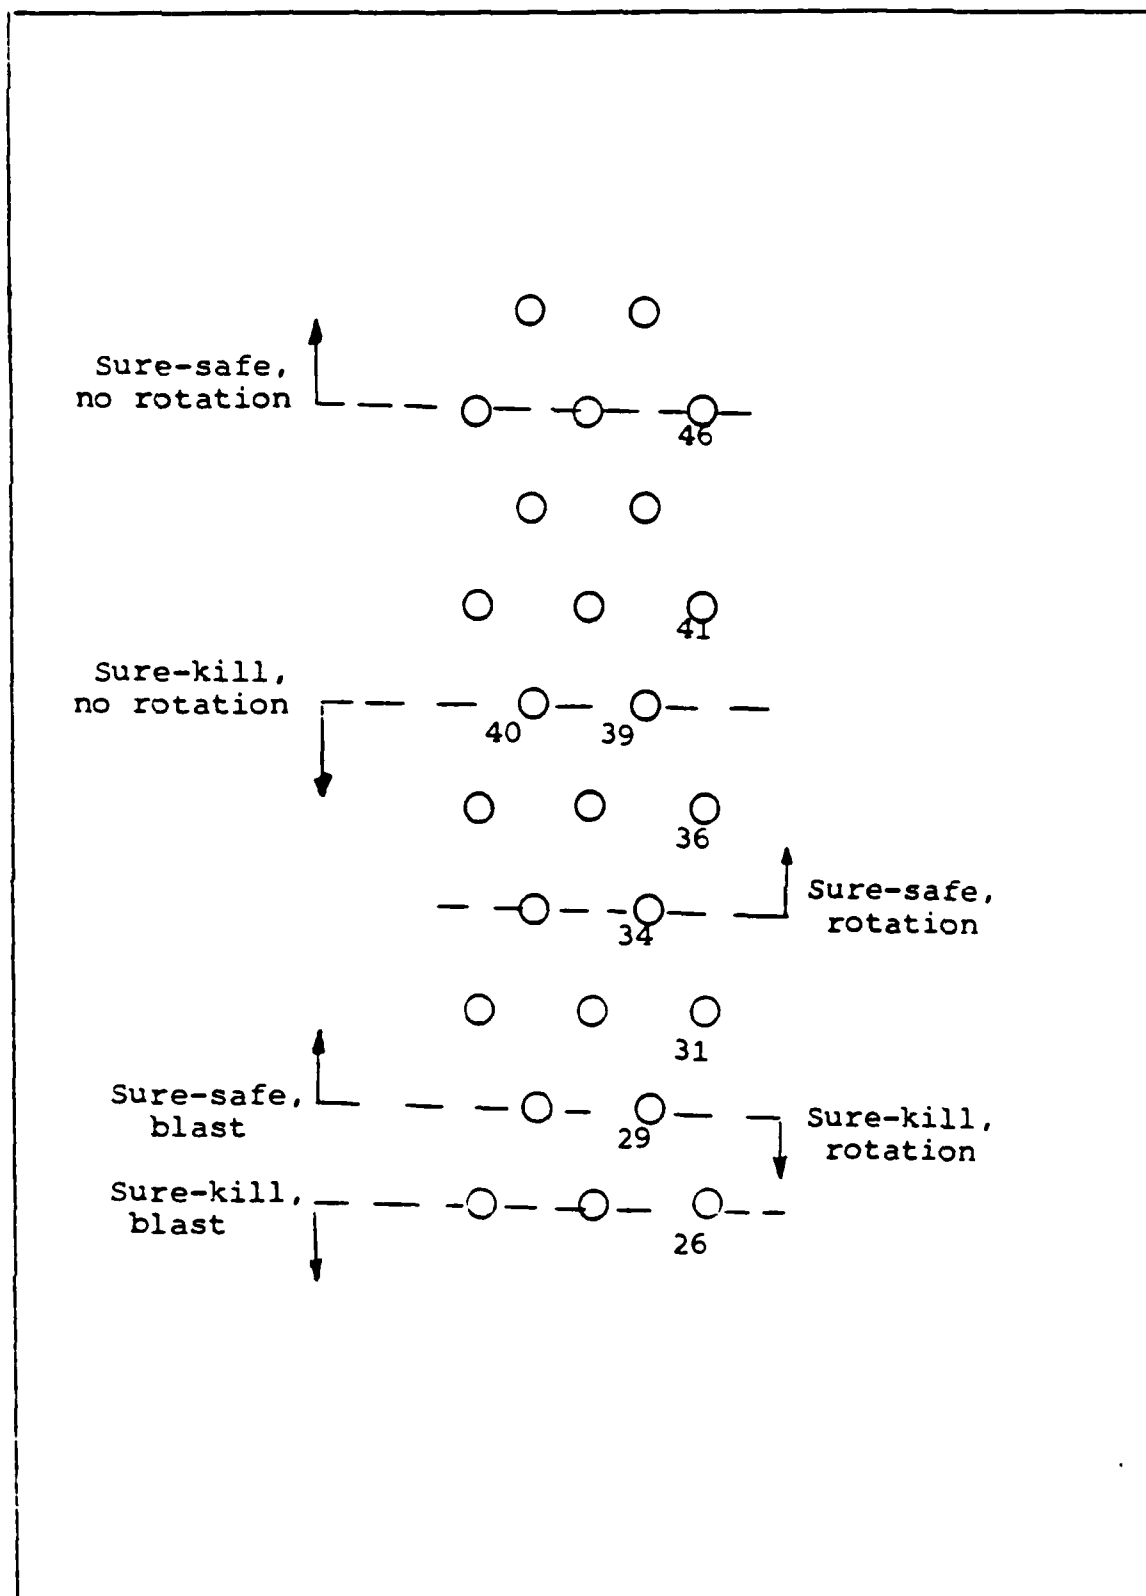 Sure-safe,
no rotation
46
41
Sure-kill,
no rotation
40
39
36
Sure-safe,
rotation
34
31
Sure-safe,
blast
29
Sure-kill,
rotation
Sure-kill,
blast
26